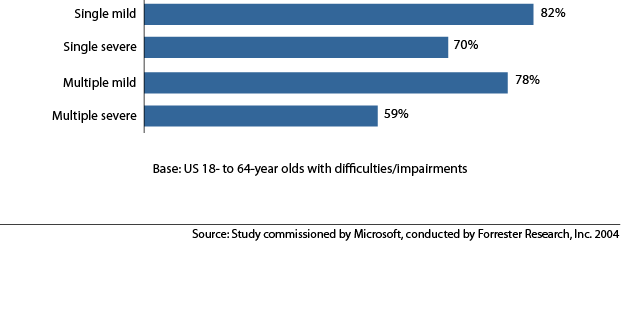 Single mild 82%
Single severe 70%
Multiple mild 78%
Multiple severe 59%
Base: US 18- to 64-year olds with difficulties/impairments
Source: Study commissioned by Microsoft, conducted by Forrester Research, Inc. 2004